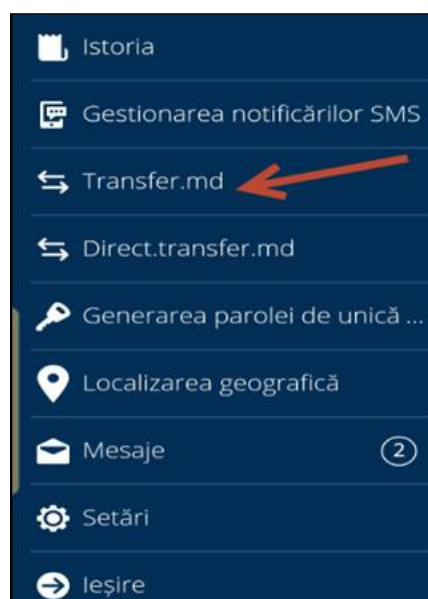 Istoria
Gestionarea notificărilor SMS
Transfer.md
Direct.transfer.md
Generarea parolei de unică ...
Localizarea geografică
Mesaje 2
Setări
Ieșire